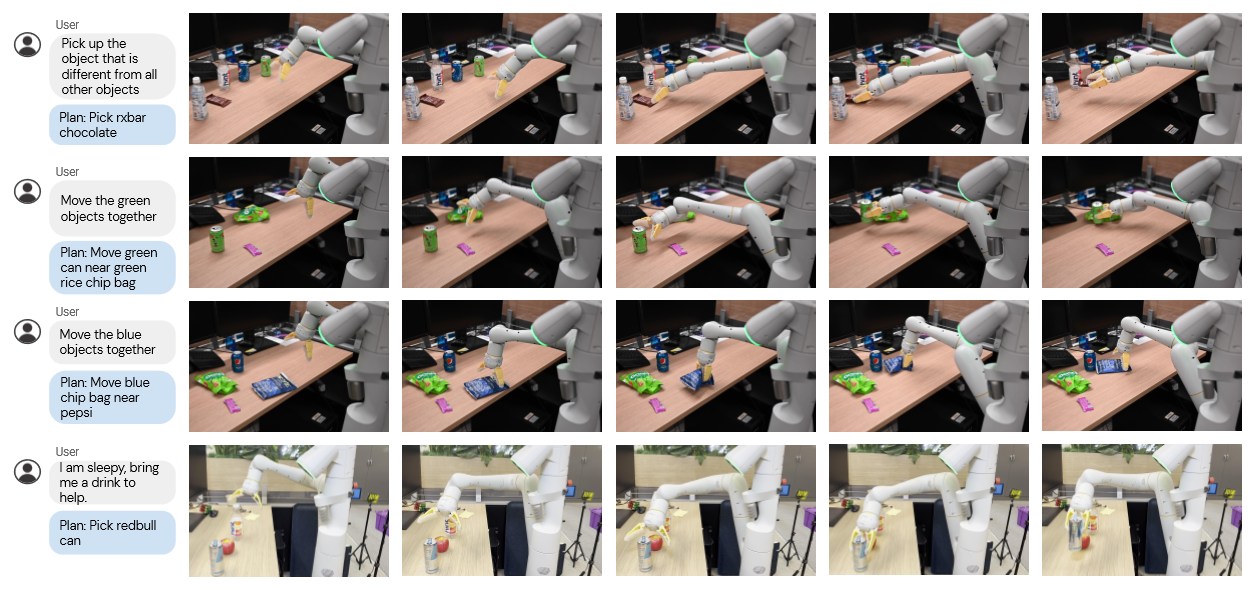 User
Pick up the
object that is
different from all
other objects
Plan: Pick rxbar
chocolate
User
Move the green
objects together
Plan: Move green
can near green
rice chip bag
User
Move the blue
objects together
Plan: Move blue
chip bag near
pepsi
User
I am sleepy, bring
me a drink to
help.
Plan: Pick redbull
can